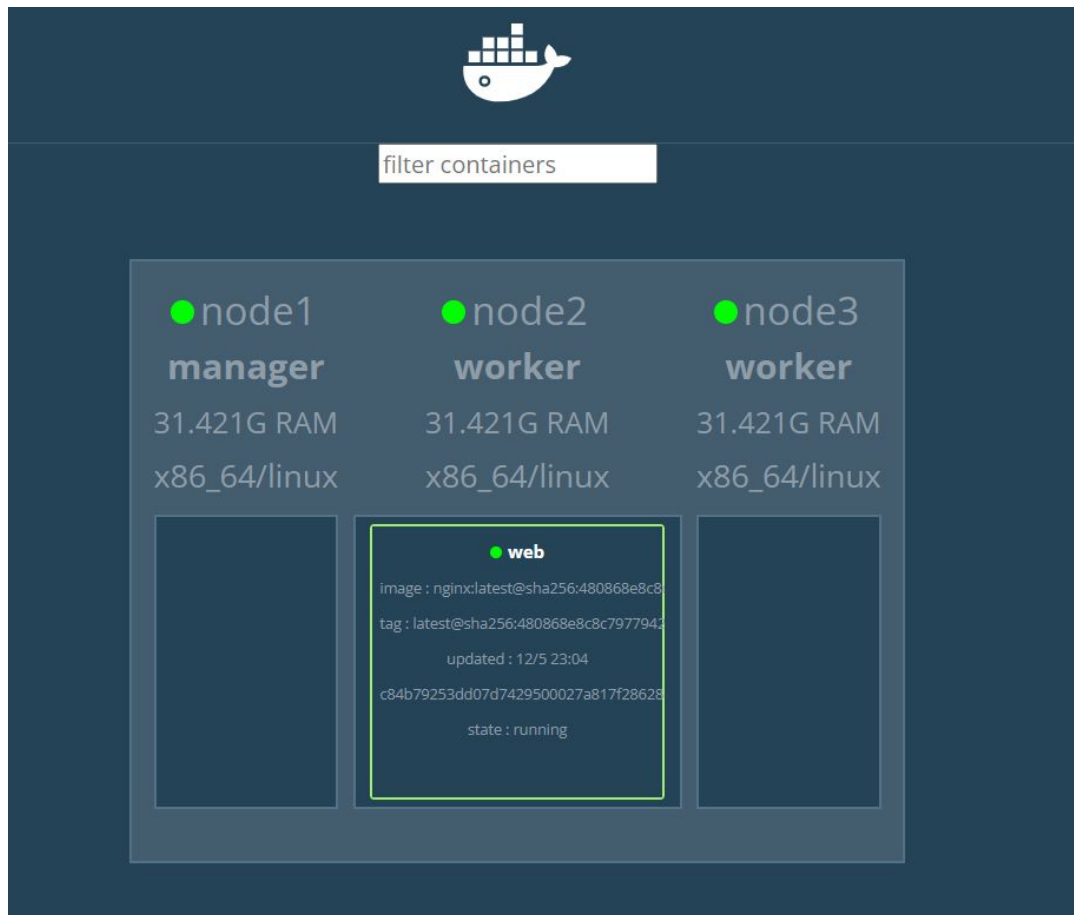 filter containers
node1
manager
31.421G RAM
x86_64/linux
node2
worker
31.421G RAM
x86_64/linux
web
image : nginx:latest@sha256:480868e8c8
tag : latest@sha256:480868e8c8c7977942
updated : 12/5 23:04
c84b79253dd07d7429500027a817f28628
state : running
node3
worker
31.421G RAM
x86_64/linux